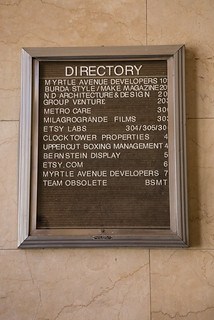 DIRECTORY
MYRTLE AVENUE DEVELOPERS 10
BURDA STYLE / MAKE MAGAZINE 20
N D ARCHITECTURE & DESIGN 20
GROUP VENTURE 20
METRO CARE 30
MILAGROGRANDE FILMS 30
ETSY LABS 304/305/30
CLOCKTOWER PROPERTIES 4
UPPERCUT BOXING MANAGEMENT 4
BERNSTEIN DISPLAY 5
ETSY.COM 6
MYRTLE AVENUE DEVELOPERS 7
TEAM OBSOLETE BSMT